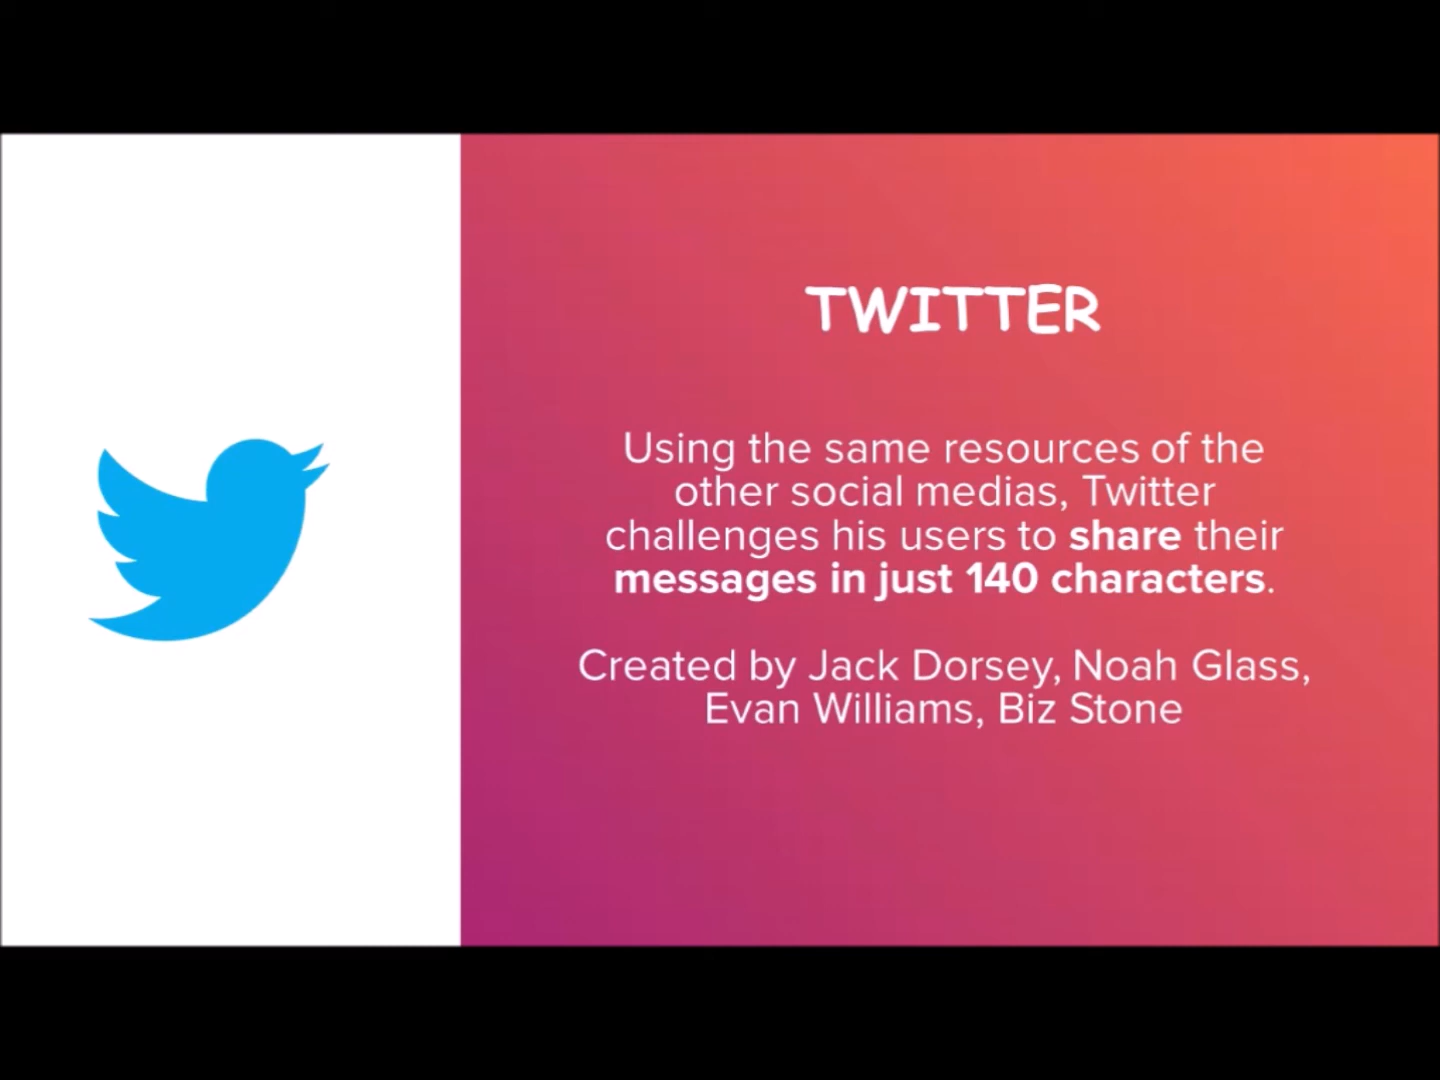 TWITTER
Using the same resources of the
other social medias, Twitter
challenges his users to share their
messages in just 140 characters.
Created by Jack Dorsey, Noah Glass,
Evan Williams, Biz Stone